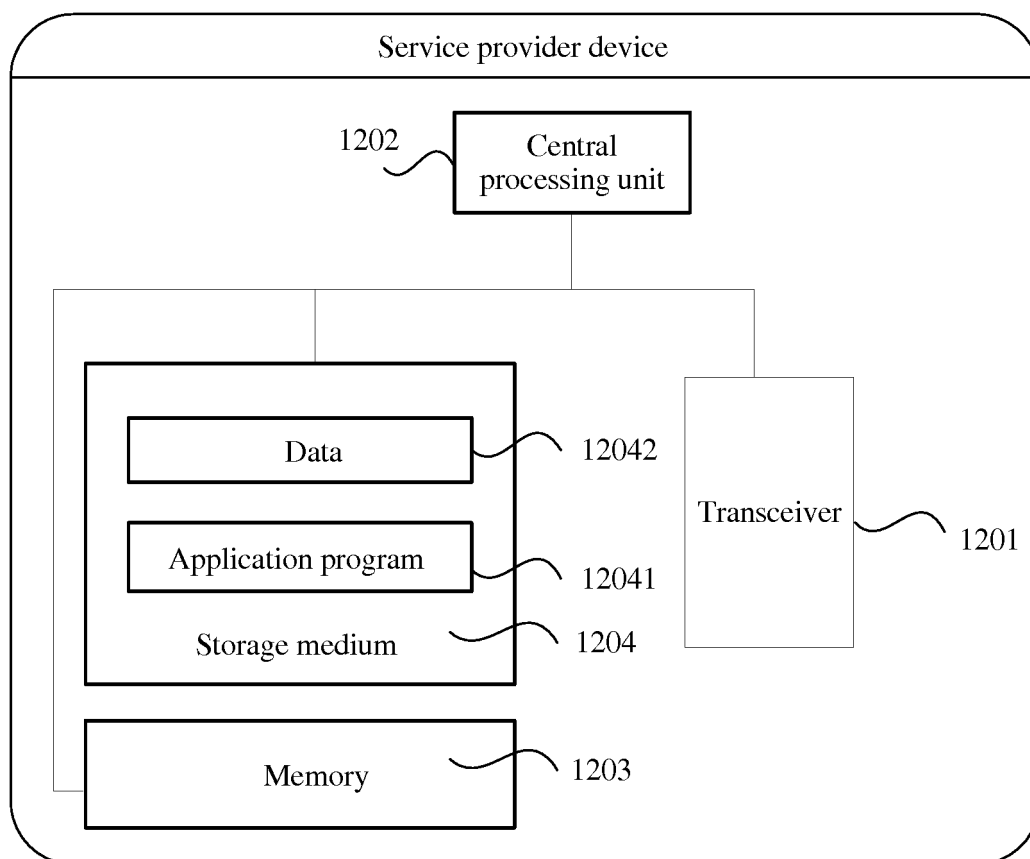 Service provider device
1202
Central
processing unit
Data
12042
Transceiver
1201
Application program
12041
Storage medium
1204
Memory
1203